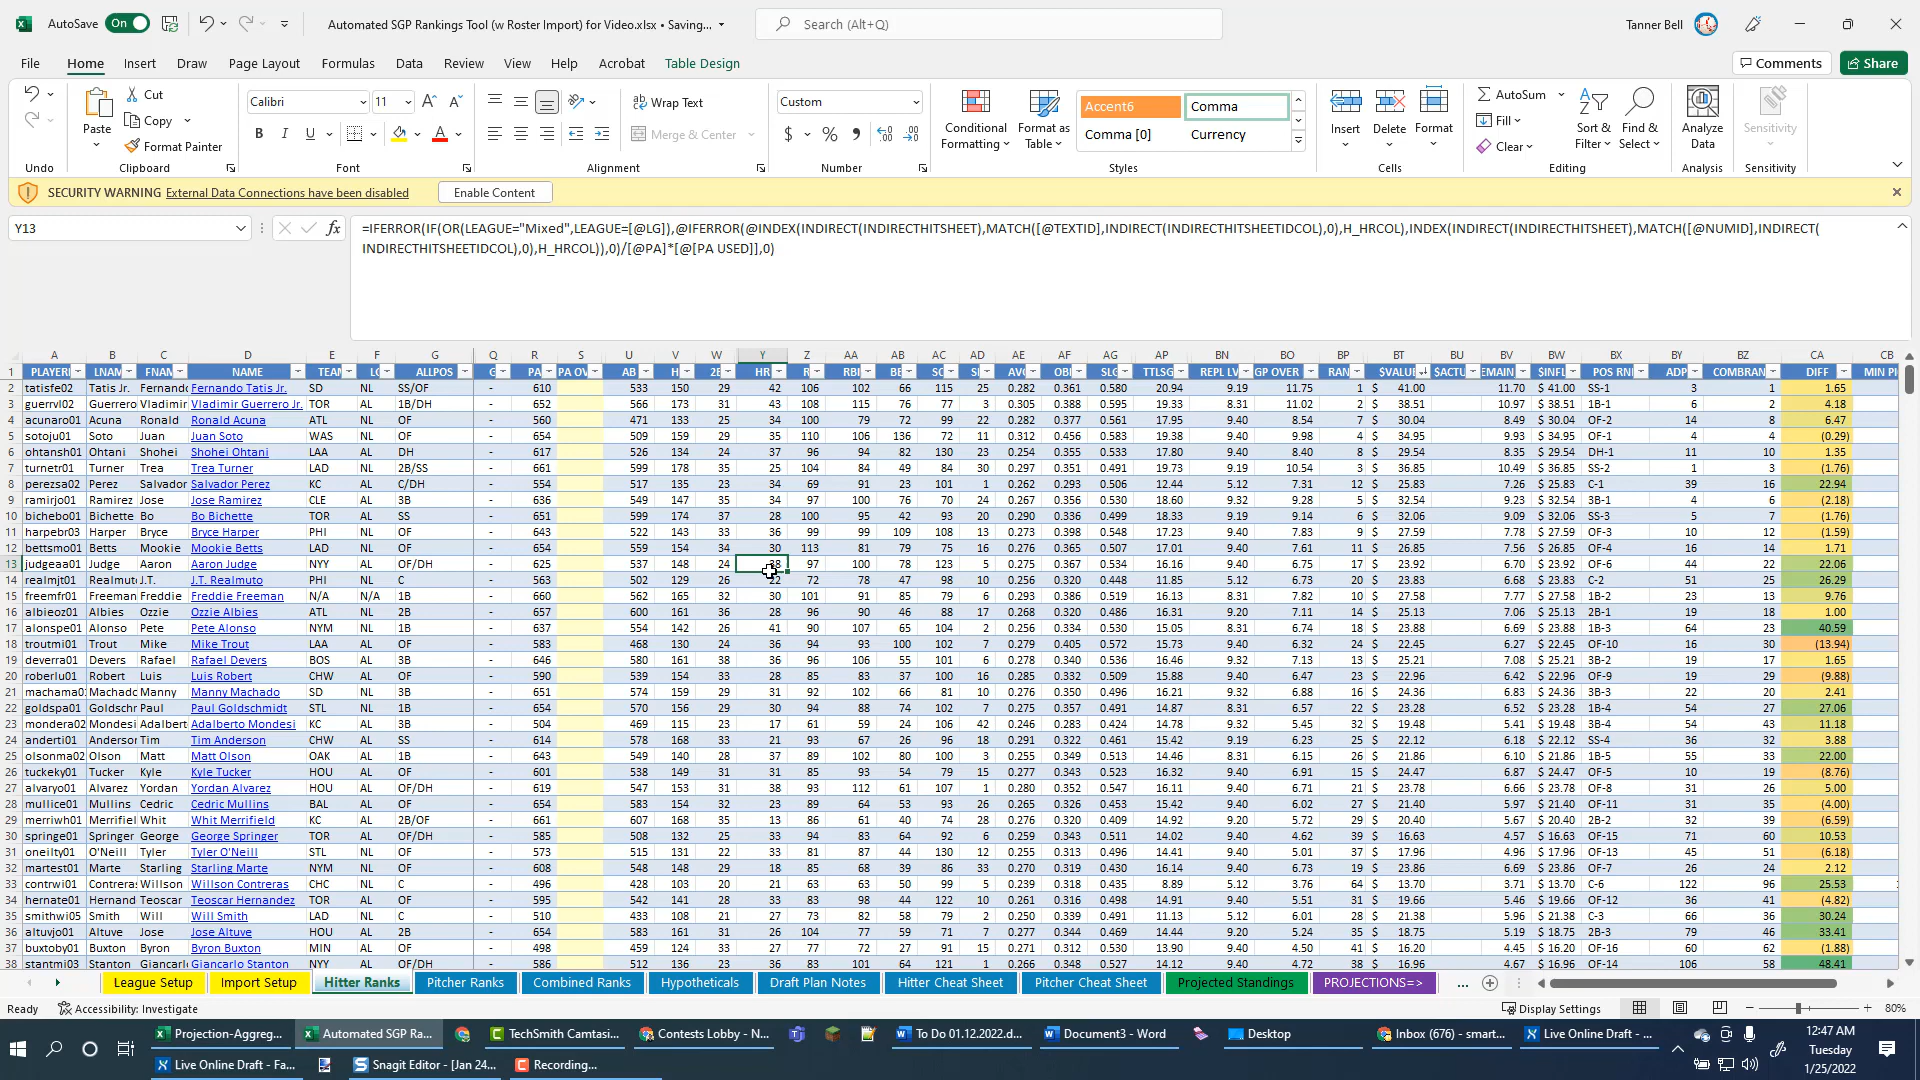 AutoSave On Automated SGP Rankings Tool (w Roster Import) for Video.xlsx • Saving... Search (Alt+Q) Tanner Bell
File Home Insert Draw Page Layout Formulas Data Review View Help Acrobat Table Design Comments Share
Cut Calibri 11 Wrap Text Custom Accent6 Comma AutoSum
Paste Copy Format Painter B I U Merge & Center $ % Conditional Formatting Format as Table Comma [0] Currency Insert Delete Format Fill Clear Sort & Filter Find & Select Analyze Data Sensitivity
Undo Clipboard Font Alignment Number Styles Cells Editing Analysis Sensitivity
SECURITY WARNING External Data Connections have been disabled Enable Content
Y13 fx =IFERROR(IF(OR(LEAGUE="Mixed",LEAGUE=[@LG]),@IFERROR(@INDEX(INDIRECT(INDIRECTHITSHEET),MATCH([@TEXTID],INDIRECT(INDIRECTHITSHEETIDCOL),0),H_HRCOL),INDEX(INDIRECT(INDIRECTHITSHEET),MATCH([@NUMID],INDIRECT(
INDIRECTHITSHEETIDCOL),0),H_HRCOL)),0)/[@PA]*[@[PA USED]],0)
A B C D E F G Q R S U V W Y Z AA AB AC AD AE AF AG AP BN BO BP BT BU BV BW BX BY BZ CA CB
1 PLAYERI LNAM FNAM NAME TEAM ALLPOS PA PA OV AB H 2B HR RBI AVG OBI SLG TTLSG REPL LV GP OVER RAN $VALU $ACTU EMAIN $INFL POS RNK ADP COMBRAN DIFF MIN PI
2 tatisfe02 Tatis Jr. Fernando Fernando Tatis Jr. SD NL SS/OF - 610 533 150 29 42 106 102 66 115 25 0.282 0.361 0.580 20.94 9.19 11.75 1 $ 41.00 11.70 $ 41.00 SS-1 3 1 1.65
3 guerrvl02 Guerrero Vladimir Vladimir Guerrero Jr. TOR AL 1B/DH - 652 566 173 31 43 108 115 76 77 3 0.305 0.388 0.595 19.33 8.31 11.02 2 $ 38.51 10.97 $ 38.51 1B-1 6 2 4.18
4 acunaro01 Acuna Ronald Ronald Acuna ATL NL OF - 560 471 133 25 34 100 79 72 99 22 0.282 0.377 0.561 17.95 9.40 8.54 7 $ 30.04 8.49 $ 30.04 OF-2 14 8 6.47
5 sotoju01 Soto Juan Juan Soto WAS NL OF - 654 509 159 29 35 110 106 136 72 11 0.312 0.456 0.583 19.38 9.40 9.98 4 $ 34.95 9.93 $ 34.95 OF-1 4 4 (0.29)
6 ohtansh01 Ohtani Shohei Shohei Ohtani LAA AL DH - 617 526 134 24 37 96 94 82 130 23 0.254 0.355 0.533 17.80 9.40 8.40 8 $ 29.54 8.35 $ 29.54 DH-1 11 10 1.35
7 turnetr01 Turner Trea Trea Turner LAD NL 2B/SS - 661 599 178 35 25 104 84 49 84 30 0.297 0.351 0.491 19.73 9.19 10.54 3 $ 36.85 10.49 $ 36.85 SS-2 1 3 (1.76)
8 perezsa02 Perez Salvador Salvador Perez KC AL C/DH - 554 517 135 23 34 69 91 23 101 1 0.262 0.297 0.506 12.44 5.12 7.31 12 $ 25.83 7.26 $ 25.83 C-1 39 16 22.94
9 ramirjo01 Ramirez Jose Jose Ramirez CLE AL 3B - 636 549 147 35 34 97 100 76 70 24 0.267 0.356 0.530 18.60 9.32 9.28 5 $ 32.54 9.23 $ 32.54 3B-1 4 6 (2.18)
10 bichebo01 Bichette Bo Bo Bichette TOR AL SS - 651 599 174 37 28 100 95 42 93 20 0.290 0.336 0.499 18.33 9.19 9.14 6 $ 32.06 9.09 $ 32.06 SS-3 5 7 (1.76)
11 harpebr03 Harper Bryce Bryce Harper PHI NL OF - 643 522 143 33 36 99 99 109 108 13 0.273 0.398 0.548 17.23 9.40 7.83 9 $ 27.59 7.78 $ 27.59 OF-3 10 12 (1.59)
12 bettsmo01 Betts Mookie Mookie Betts LAD NL OF - 654 559 154 34 30 113 81 79 75 16 0.276 0.365 0.507 17.01 9.40 7.61 11 $ 26.85 7.56 $ 26.85 OF-4 16 14 1.71
13 judgeaa01 Judge Aaron Aaron Judge NYY AL OF/DH - 625 537 148 24 97 100 78 123 5 0.275 0.367 0.534 16.16 9.40 6.75 17 $ 23.92 6.70 $ 23.92 OF-6 44 22 22.06
14 realmjt01 Realmuto J.T. J.T. Realmuto PHI NL C - 563 502 129 26 22 72 78 47 98 10 0.256 0.320 0.448 11.85 5.12 6.73 20 $ 23.83 6.68 $ 23.83 C-2 51 25 26.29
15 freemfr01 Freeman Freddie Freddie Freeman N/A N/A 1B - 660 562 165 32 30 101 91 85 79 6 0.293 0.386 0.519 16.13 8.31 7.82 10 $ 27.58 7.77 $ 27.58 1B-2 23 13 9.76
16 albieoz01 Albies Ozzie Ozzie Albies ATL NL 2B - 657 600 161 36 28 96 90 46 88 17 0.268 0.320 0.486 16.31 9.20 7.11 14 $ 25.13 7.06 $ 25.13 2B-1 19 18 1.00
17 alonspe01 Alonso Pete Pete Alonso NYM NL 1B - 637 554 142 26 41 90 107 65 104 2 0.256 0.334 0.530 15.05 8.31 6.74 18 $ 23.88 6.69 $ 23.88 1B-3 64 23 40.59
18 troutmi01 Trout Mike Mike Trout LAA AL OF - 583 468 130 24 36 94 93 100 102 7 0.279 0.405 0.572 15.73 9.40 6.32 24 $ 22.45 6.27 $ 22.45 OF-10 16 30 (13.94)
19 deverra01 Devers Rafael Rafael Devers BOS AL 3B - 646 580 161 38 36 96 106 55 101 6 0.278 0.340 0.536 16.46 9.32 7.13 13 $ 25.21 7.08 $ 25.21 3B-2 19 17 1.65
20 roberlu01 Robert Luis Luis Robert CHW AL OF - 590 539 154 33 28 85 83 37 100 16 0.285 0.332 0.509 15.88 9.40 6.47 22 $ 22.96 6.42 $ 22.96 OF-9 19 29 (9.88)
21 machama01 Machado Manny Manny Machado SD NL 3B - 651 574 159 29 31 92 102 66 81 10 0.276 0.350 0.496 16.21 9.32 6.88 16 $ 24.36 6.83 $ 24.36 3B-3 22 20 2.41
22 goldspa01 Goldschr Paul Paul Goldschmidt STL NL 1B - 650 570 156 29 30 94 88 74 102 7 0.275 0.357 0.491 14.87 8.31 6.57 22 $ 23.28 6.52 $ 23.28 1B-4 54 27 27.06
23 mondera02 Mondesi Adalberto Adalberto Mondesi KC AL 3B - 504 469 115 23 17 61 59 24 106 42 0.246 0.283 0.424 14.78 9.32 5.45 32 $ 19.48 5.41 $ 19.48 3B-4 54 43 11.18
24 anderti01 Anderson Tim Tim Anderson CHW AL SS - 614 578 168 33 21 93 67 26 96 18 0.291 0.322 0.469 15.42 9.19 6.23 25 $ 22.12 6.18 $ 22.12 SS-4 36 32 3.88
25 olsonma02 Olson Matt Matt Olson OAK AL 1B - 643 549 140 28 37 89 102 80 100 3 0.255 0.349 0.513 14.46 8.31 6.15 26 $ 21.86 6.10 $ 21.86 1B-5 55 33 22.00
26 tuckeky01 Tucker Kyle Kyle Tucker HOU AL OF - 601 538 149 31 31 85 93 54 79 15 0.277 0.343 0.523 16.32 9.40 6.91 15 $ 24.47 6.87 $ 24.47 OF-5 10 19 (8.76)
27 alvaryo01 Alvarez Yordan Yordan Alvarez HOU AL OF/DH - 619 547 153 31 38 93 112 61 107 1 0.280 0.352 0.547 16.11 9.40 6.71 21 $ 23.78 6.66 $ 23.78 OF-8 31 26 5.00
28 mullice01 Mullins Cedric Cedric Mullins BAL AL OF - 654 583 154 32 23 89 64 53 93 26 0.265 0.326 0.453 15.42 9.40 6.02 27 $ 21.40 5.97 $ 21.40 OF-11 31 35 (4.00)
29 merriwh01 Merrifiel Whit Whit Merrifield KC AL 2B/OF - 661 607 168 35 13 86 61 40 74 28 0.276 0.320 0.409 14.92 9.20 5.72 29 $ 20.40 5.67 $ 20.40 2B-2 32 39 (6.59)
30 springe01 Springer George George Springer TOR AL OF/DH - 585 508 132 25 33 94 83 64 92 6 0.259 0.344 0.511 14.02 9.40 4.62 39 $ 16.63 4.57 $ 16.63 OF-15 71 60 10.53
31 oneilty01 O'Neill Tyler Tyler O'Neill STL NL OF - 573 515 131 22 33 81 87 44 130 12 0.255 0.313 0.496 14.41 9.40 5.01 37 $ 17.96 4.96 $ 17.96 OF-13 45 51 (6.18)
32 martest01 Marte Starling Starling Marte NYM NL OF - 608 548 148 29 18 85 68 39 86 33 0.270 0.319 0.430 16.14 9.40 6.73 19 $ 23.86 6.69 $ 23.86 OF-7 26 24 2.12
33 contrwi01 Contreras Willson Willson Contreras CHC NL C - 496 428 103 20 21 63 63 50 99 5 0.239 0.318 0.435 8.89 5.12 3.76 64 $ 13.70 3.71 $ 13.70 C-6 122 96 25.53
34 hernate01 Hernand Teoscar Teoscar Hernandez TOR AL OF - 595 542 141 28 33 83 98 44 122 10 0.261 0.316 0.498 14.91 9.40 5.51 31 $ 19.66 5.46 $ 19.66 OF-12 36 41 (4.82)
35 smithwi05 Smith Will Will Smith LAD NL C - 510 433 108 21 27 73 82 58 79 2 0.250 0.339 0.491 11.13 5.12 6.01 28 $ 21.38 5.96 $ 21.38 C-3 66 36 30.24
36 altuvjo01 Altuve Jose Jose Altuve HOU AL 2B - 654 583 161 31 26 104 77 59 71 7 0.277 0.344 0.469 14.44 9.20 5.24 35 $ 18.75 5.19 $ 18.75 2B-3 79 46 33.41
37 buxtoby01 Buxton Byron Byron Buxton MIN AL OF - 498 459 124 33 27 77 72 27 91 15 0.271 0.312 0.530 13.90 9.40 4.50 41 $ 16.20 4.45 $ 16.20 OF-16 60 62 (1.88)
38 stantmi03 Stanton Giancarlo Giancarlo Stanton NYY AL OF/DH - 586 512 136 23 36 83 101 64 121 1 0.266 0.348 0.527 14.12 9.40 4.72 38 $ 16.96 4.67 $ 16.96 OF-14 106 58 48.41
League Setup Import Setup Hitter Ranks Pitcher Ranks Combined Ranks Hypotheticals Draft Plan Notes Hitter Cheat Sheet Pitcher Cheat Sheet Projected Standings PROJECTIONS=> ...
Ready Accessibility: Investigate Display Settings 80%
Projection-Aggreg... Automated SGP Ra... TechSmith Camtasi... Contests Lobby - N... To Do 01.12.2022.d... Document3 - Word Desktop Inbox (676) - smart... Live Online Draft - ... 12:47 AM
Tuesday
Live Online Draft - Fa... Snagit Editor - [Jan 24... Recording... 1/25/2022